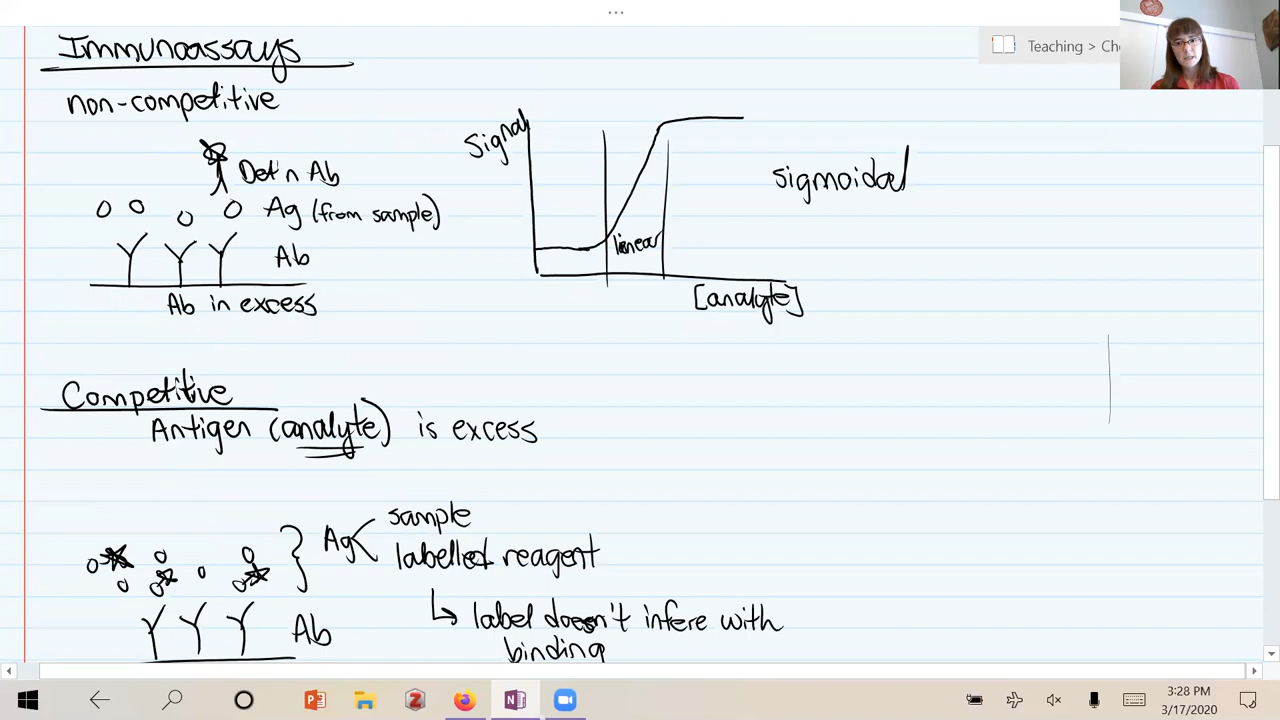 Immunoassays
non-competitive
Det'n Ab
Ag (from sample)
Ab
Ab in excess
Signal
linear
[analyte]
sigmoidal
Teaching > Che
Competitive
Antigen (analyte) is excess
Ag
sample
labelled reagent
↳ label doesn't infere with
binding
Ab
3:28 PM
3/17/2020